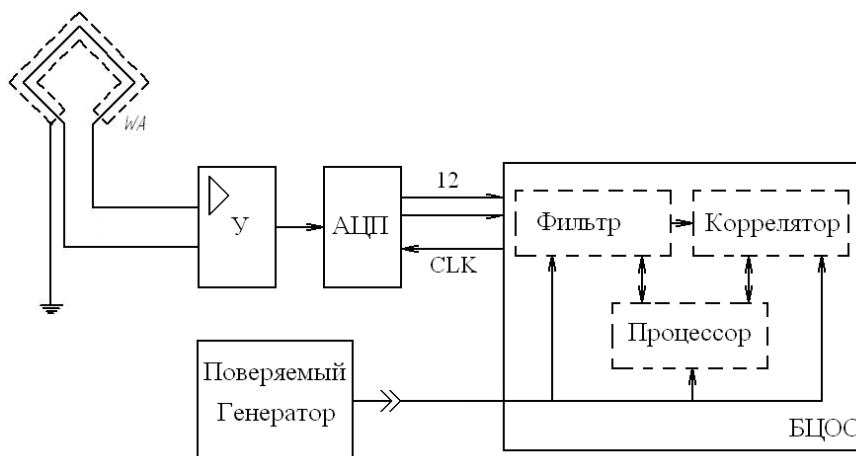 WA
У
АЦП
12
CLK
Фильтр
Коррелятор
Процессор
Поверяемый
Генератор
БЦОС